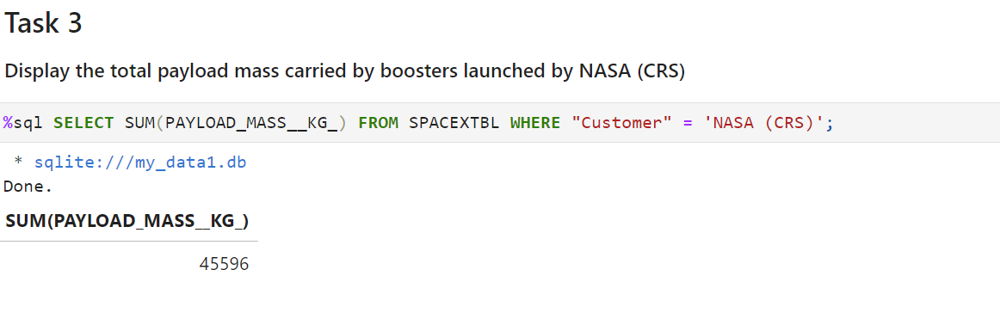 Task 3
Display the total payload mass carried by boosters launched by NASA (CRS)
%sql SELECT SUM(PAYLOAD_MASS__KG_) FROM SPACEXTBL WHERE "Customer" = 'NASA (CRS)';
* sqlite:///my_data1.db
Done.
SUM(PAYLOAD_MASS__KG_)
45596